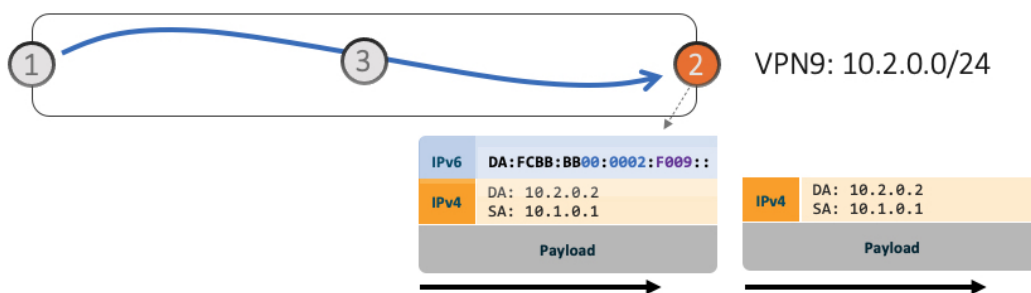 1
3
2
VPN9: 10.2.0.0/24
IPv6
DA:FCBB:BB00:0002:F009::
IPv4
DA: 10.2.0.2
SA: 10.1.0.1
Payload
IPv4
DA: 10.2.0.2
SA: 10.1.0.1
Payload